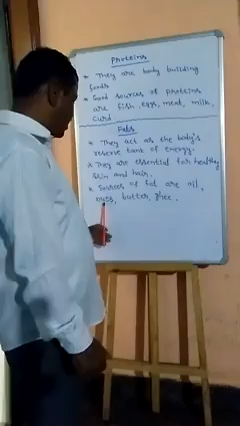 Proteins
* They are body building
foods
* Good sources of proteins
are fish, eggs, meat, milk,
Curd
Fats
* They act as the body's
reserve tank of energy.
* They are essential for healthy
skin and hair.
* Sources of fat are oil,
butter, ghee.